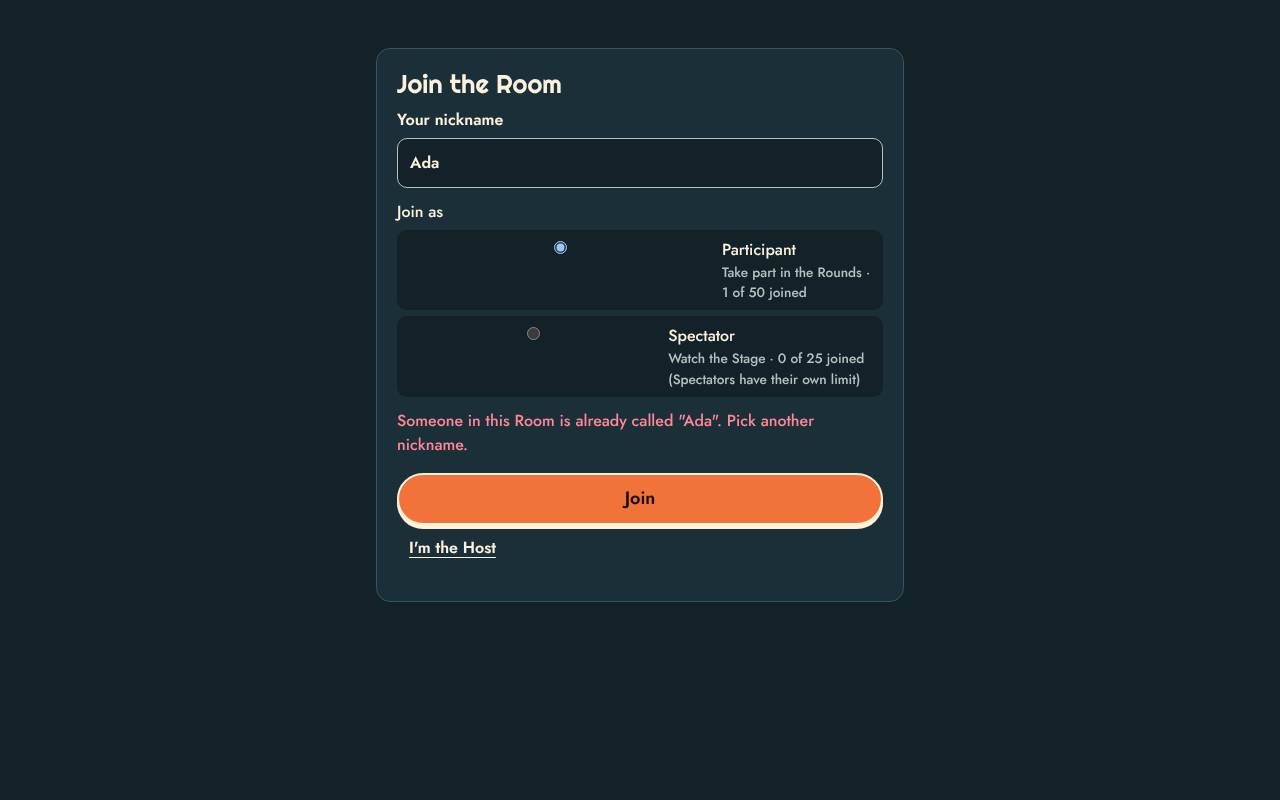 Join the Room
Your nickname
Ada
Join as
Participant
Take part in the Rounds ·
1 of 50 joined
Spectator
Watch the Stage · 0 of 25 joined
(Spectators have their own limit)
Someone in this Room is already called "Ada". Pick another
nickname.
Join
I'm the Host